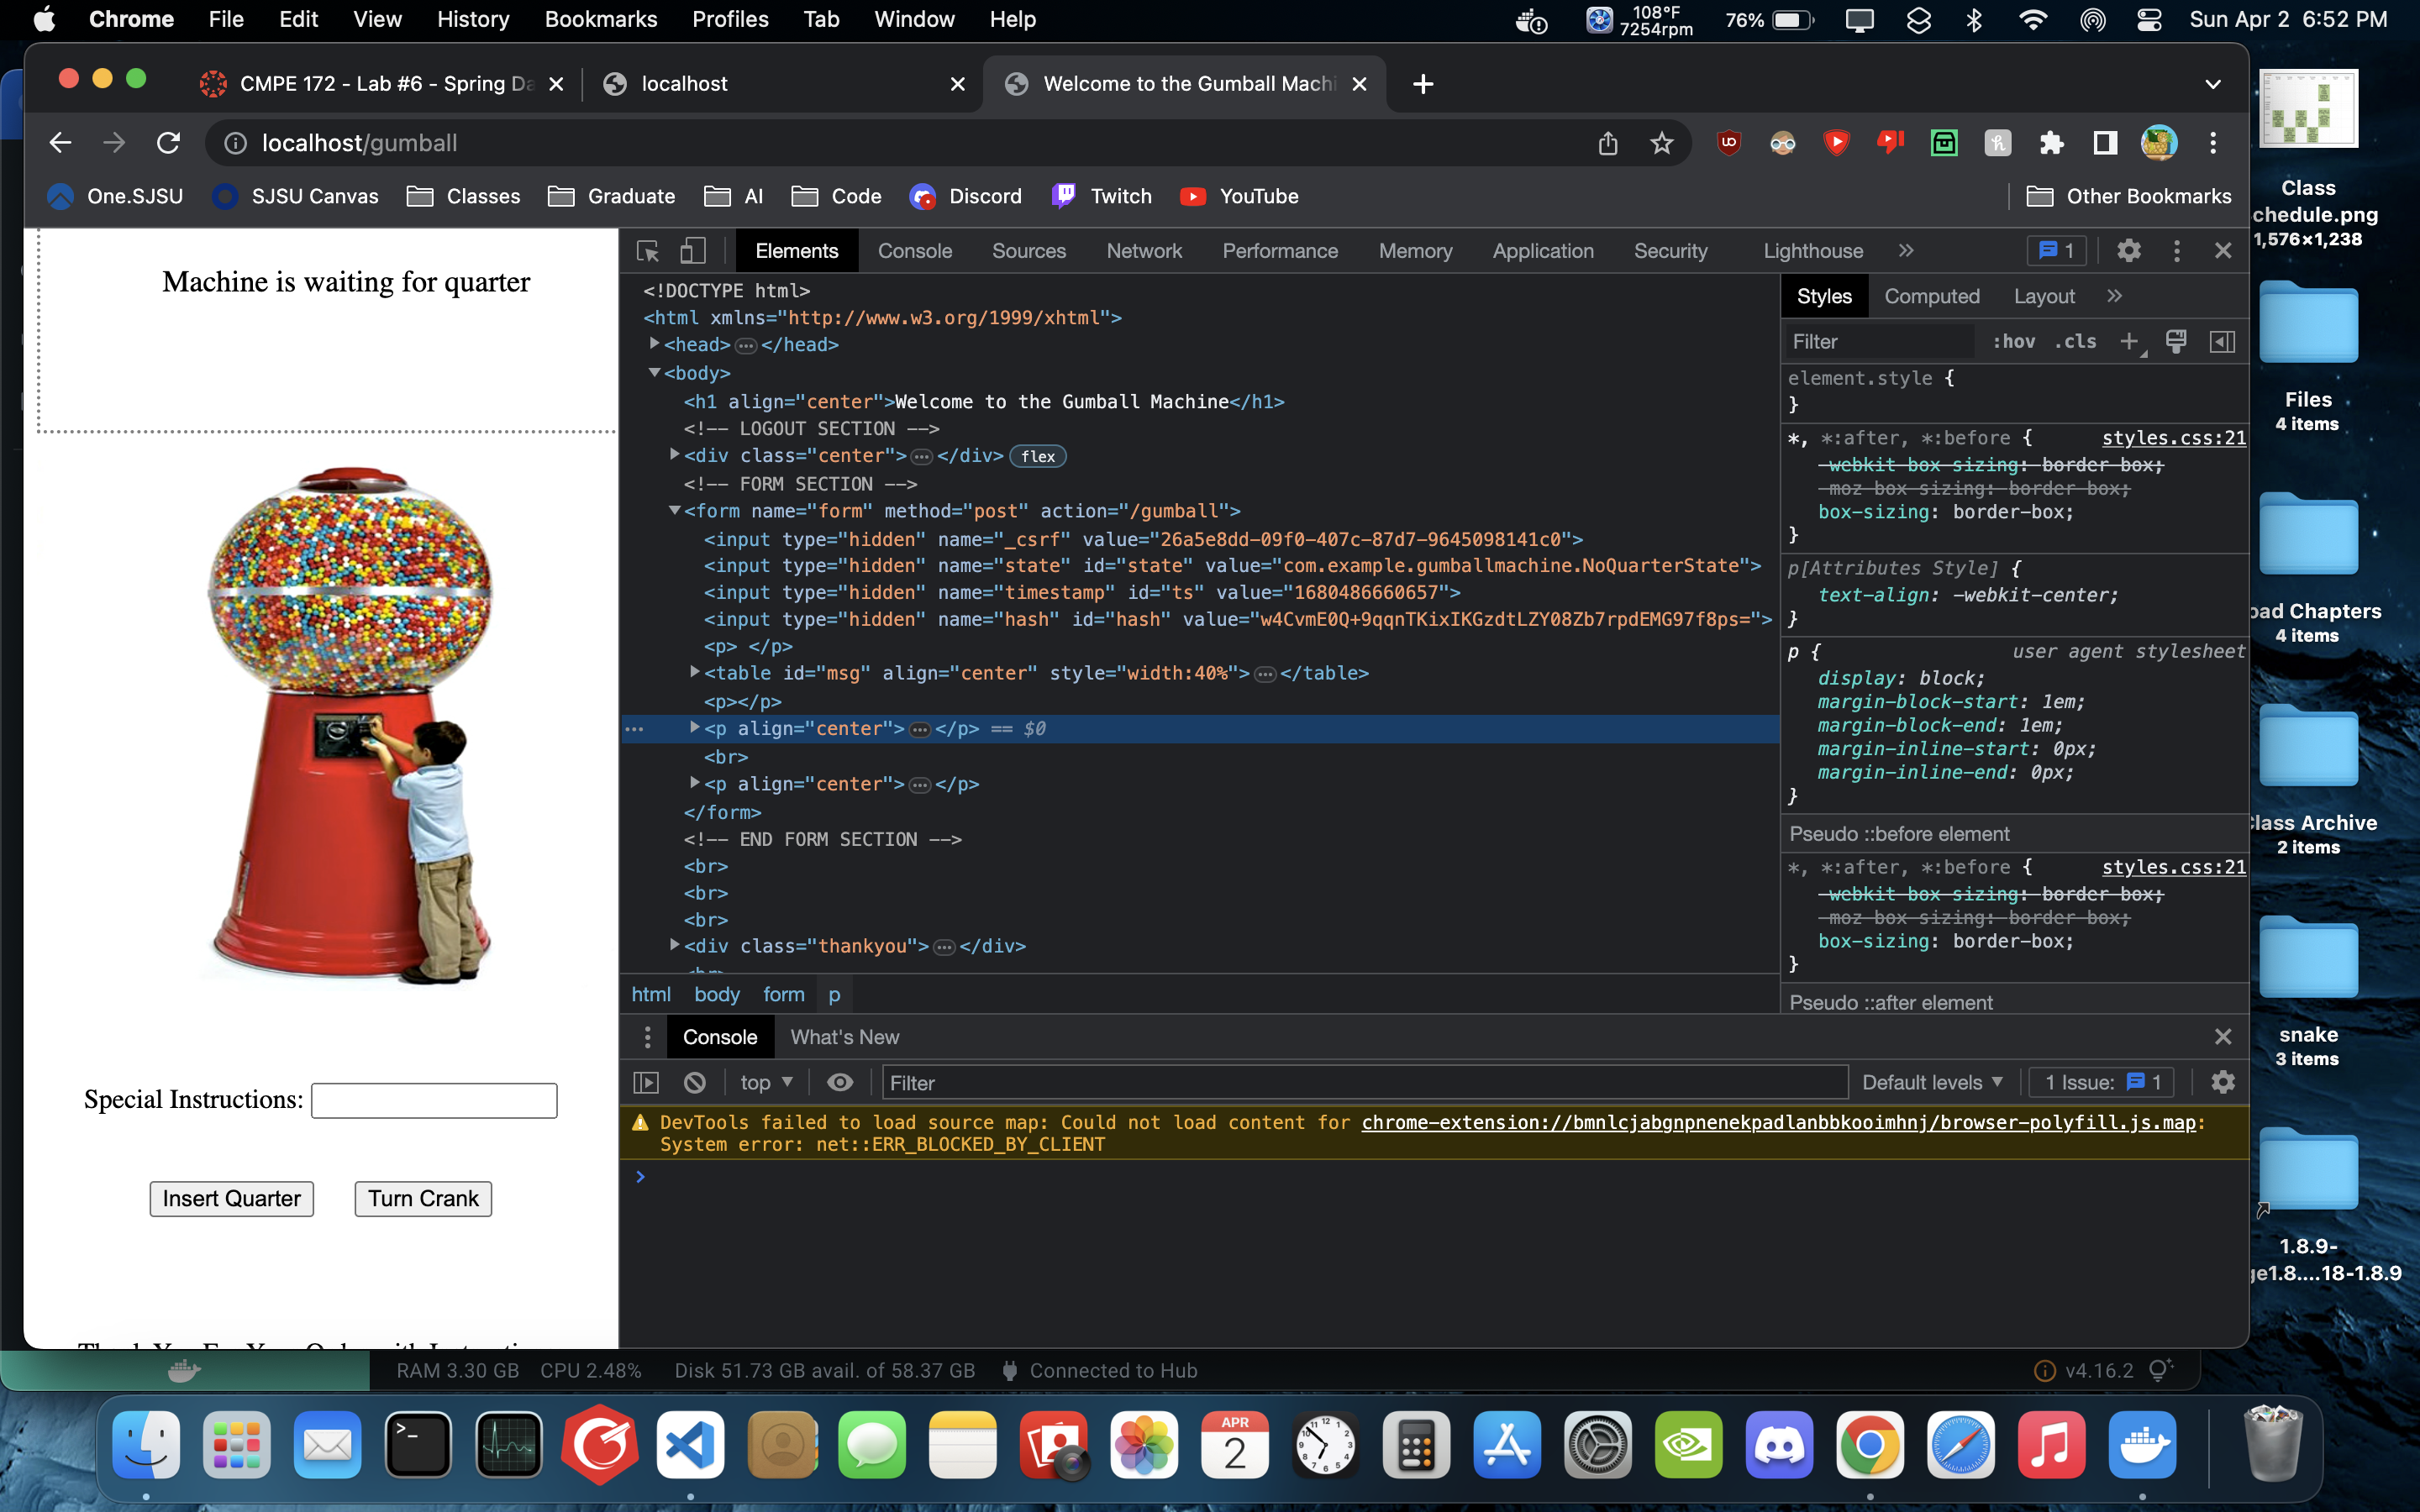 Chrome File Edit View History Bookmarks Profiles Tab Window Help
108°F
7254rpm
76%
Sun Apr 2 6:52 PM
CMPE 172 - Lab #6 - Spring Da
localhost
Welcome to the Gumball Machi
localhost/gumball
One.SJSU
SJSU Canvas
Classes
Graduate
AI
Code
Discord
Twitch
YouTube
Other Bookmarks
Machine is waiting for quarter
Special Instructions:
Insert Quarter
Turn Crank
Elements Console Sources Network Performance Memory Application Security Lighthouse » 1
<!DOCTYPE html>
<html xmlns="http://www.w3.org/1999/xhtml">
<head>…</head>
<body>
<h1 align="center">Welcome to the Gumball Machine</h1>
<!-- LOGOUT SECTION -->
<div class="center">…</div> flex
<!-- FORM SECTION -->
<form name="form" method="post" action="/gumball">
<input type="hidden" name="_csrf" value="26a5e8dd-09f0-407c-87d7-9645098141c0">
<input type="hidden" name="state" id="state" value="com.example.gumballmachine.NoQuarterState">
<input type="hidden" name="timestamp" id="ts" value="1680486660657">
<input type="hidden" name="hash" id="hash" value="w4CvmE0Q+9qqnTKixIKGzdtLZY08Zb7rpdEMG97f8ps=">
<p> </p>
<table id="msg" align="center" style="width:40%">…</table>
<p></p>
<p align="center">…</p> == $0
<br>
<p align="center">…</p>
</form>
<!-- END FORM SECTION -->
<br>
<br>
<br>
<div class="thankyou">…</div>
html body form p
Styles Computed Layout »
Filter :hov .cls
element.style {
}
*, *:after, *:before { styles.css:21
-webkit-box-sizing: border-box;
-moz-box-sizing: border-box;
box-sizing: border-box;
}
p[Attributes Style] {
text-align: -webkit-center;
}
p { user agent stylesheet
display: block;
margin-block-start: 1em;
margin-block-end: 1em;
margin-inline-start: 0px;
margin-inline-end: 0px;
}
Pseudo ::before element
*, *:after, *:before { styles.css:21
-webkit-box-sizing: border-box;
-moz-box-sizing: border-box;
box-sizing: border-box;
}
Pseudo ::after element
Console What's New
top Filter Default levels 1 Issue: 1
DevTools failed to load source map: Could not load content for chrome-extension://bmnlcjabgnpnenekpadlanbbkooimhnj/browser-polyfill.js.map:
System error: net::ERR_BLOCKED_BY_CLIENT
Class
chedule.png
1,576×1,238
Files
4 items
oad Chapters
4 items
lass Archive
2 items
snake
3 items
1.8.9-
ge1.8....18-1.8.9
RAM 3.30 GB CPU 2.48% Disk 51.73 GB avail. of 58.37 GB Connected to Hub v4.16.2
APR
2